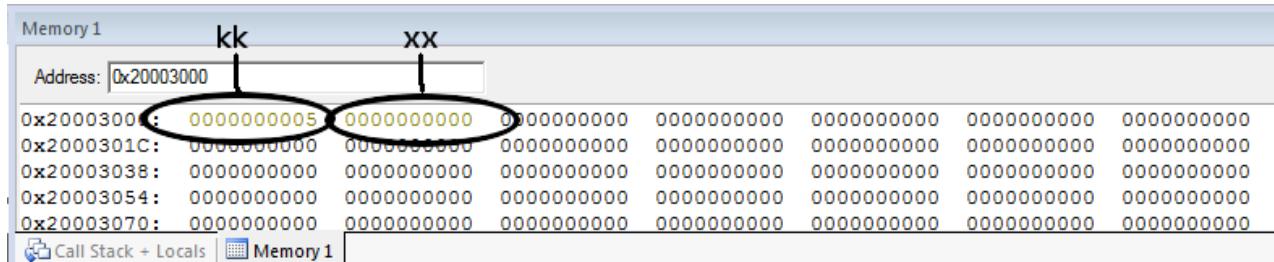 Memory 1
kk xx
Address: 0x20003000
0x20003000: 0000000005 0000000000 0000000000 0000000000 0000000000 0000000000 0000000000
0x2000301C: 0000000000 0000000000 0000000000 0000000000 0000000000 0000000000 0000000000
0x20003038: 0000000000 0000000000 0000000000 0000000000 0000000000 0000000000 0000000000
0x20003054: 0000000000 0000000000 0000000000 0000000000 0000000000 0000000000 0000000000
0x20003070: 0000000000 0000000000 0000000000 0000000000 0000000000 0000000000 0000000000
Call Stack + Locals Memory 1